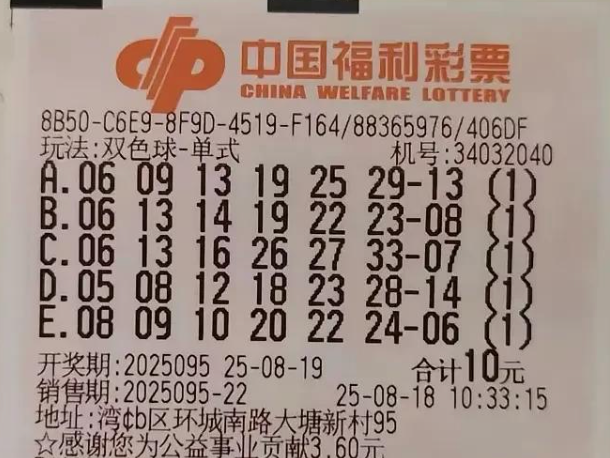 中国福利彩票
CHINA WELFARE LOTTERY
8B50-C6E9-8F9D-4519-F164/88365976/406DF
玩法:双色球-单式 机号:34032040
A.06 09 13 19 25 29-13 (1)
B.06 13 14 19 22 23-08 (1)
C.06 13 16 26 27 33-07 (1)
D.05 08 12 18 23 28-14 (1)
E.08 09 10 20 22 24-06 (1)
开奖期:2025095 25-08-19 合计10元
销售期:2025095-22 25-08-18 10:33:15
地址:湾¢b区环城南路大塘新村95
☆感谢您为公益事业贡献3.60元